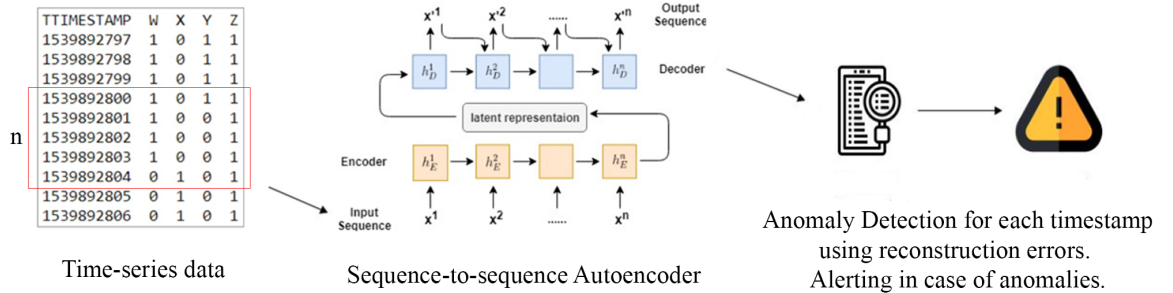 TTIMESTAMP W X Y Z
1539892797 1 0 1 1
1539892798 1 0 1 1
1539892799 1 0 1 1
1539892800 1 0 1 1
1539892801 1 0 0 1
1539892802 1 0 0 1
1539892803 1 0 0 1
1539892804 0 1 0 1
1539892805 0 1 0 1
1539892806 0 1 0 1
n
Time-series data
x'1 x'2 ...... x'n
Output
Sequence
h1D h2D hnD
Decoder
latent representaion
Encoder
h1E h2E hnE
Input
Sequence
x1 x2 ...... xn
Sequence-to-sequence Autoencoder
Anomaly Detection for each timestamp
using reconstruction errors.
Alerting in case of anomalies.